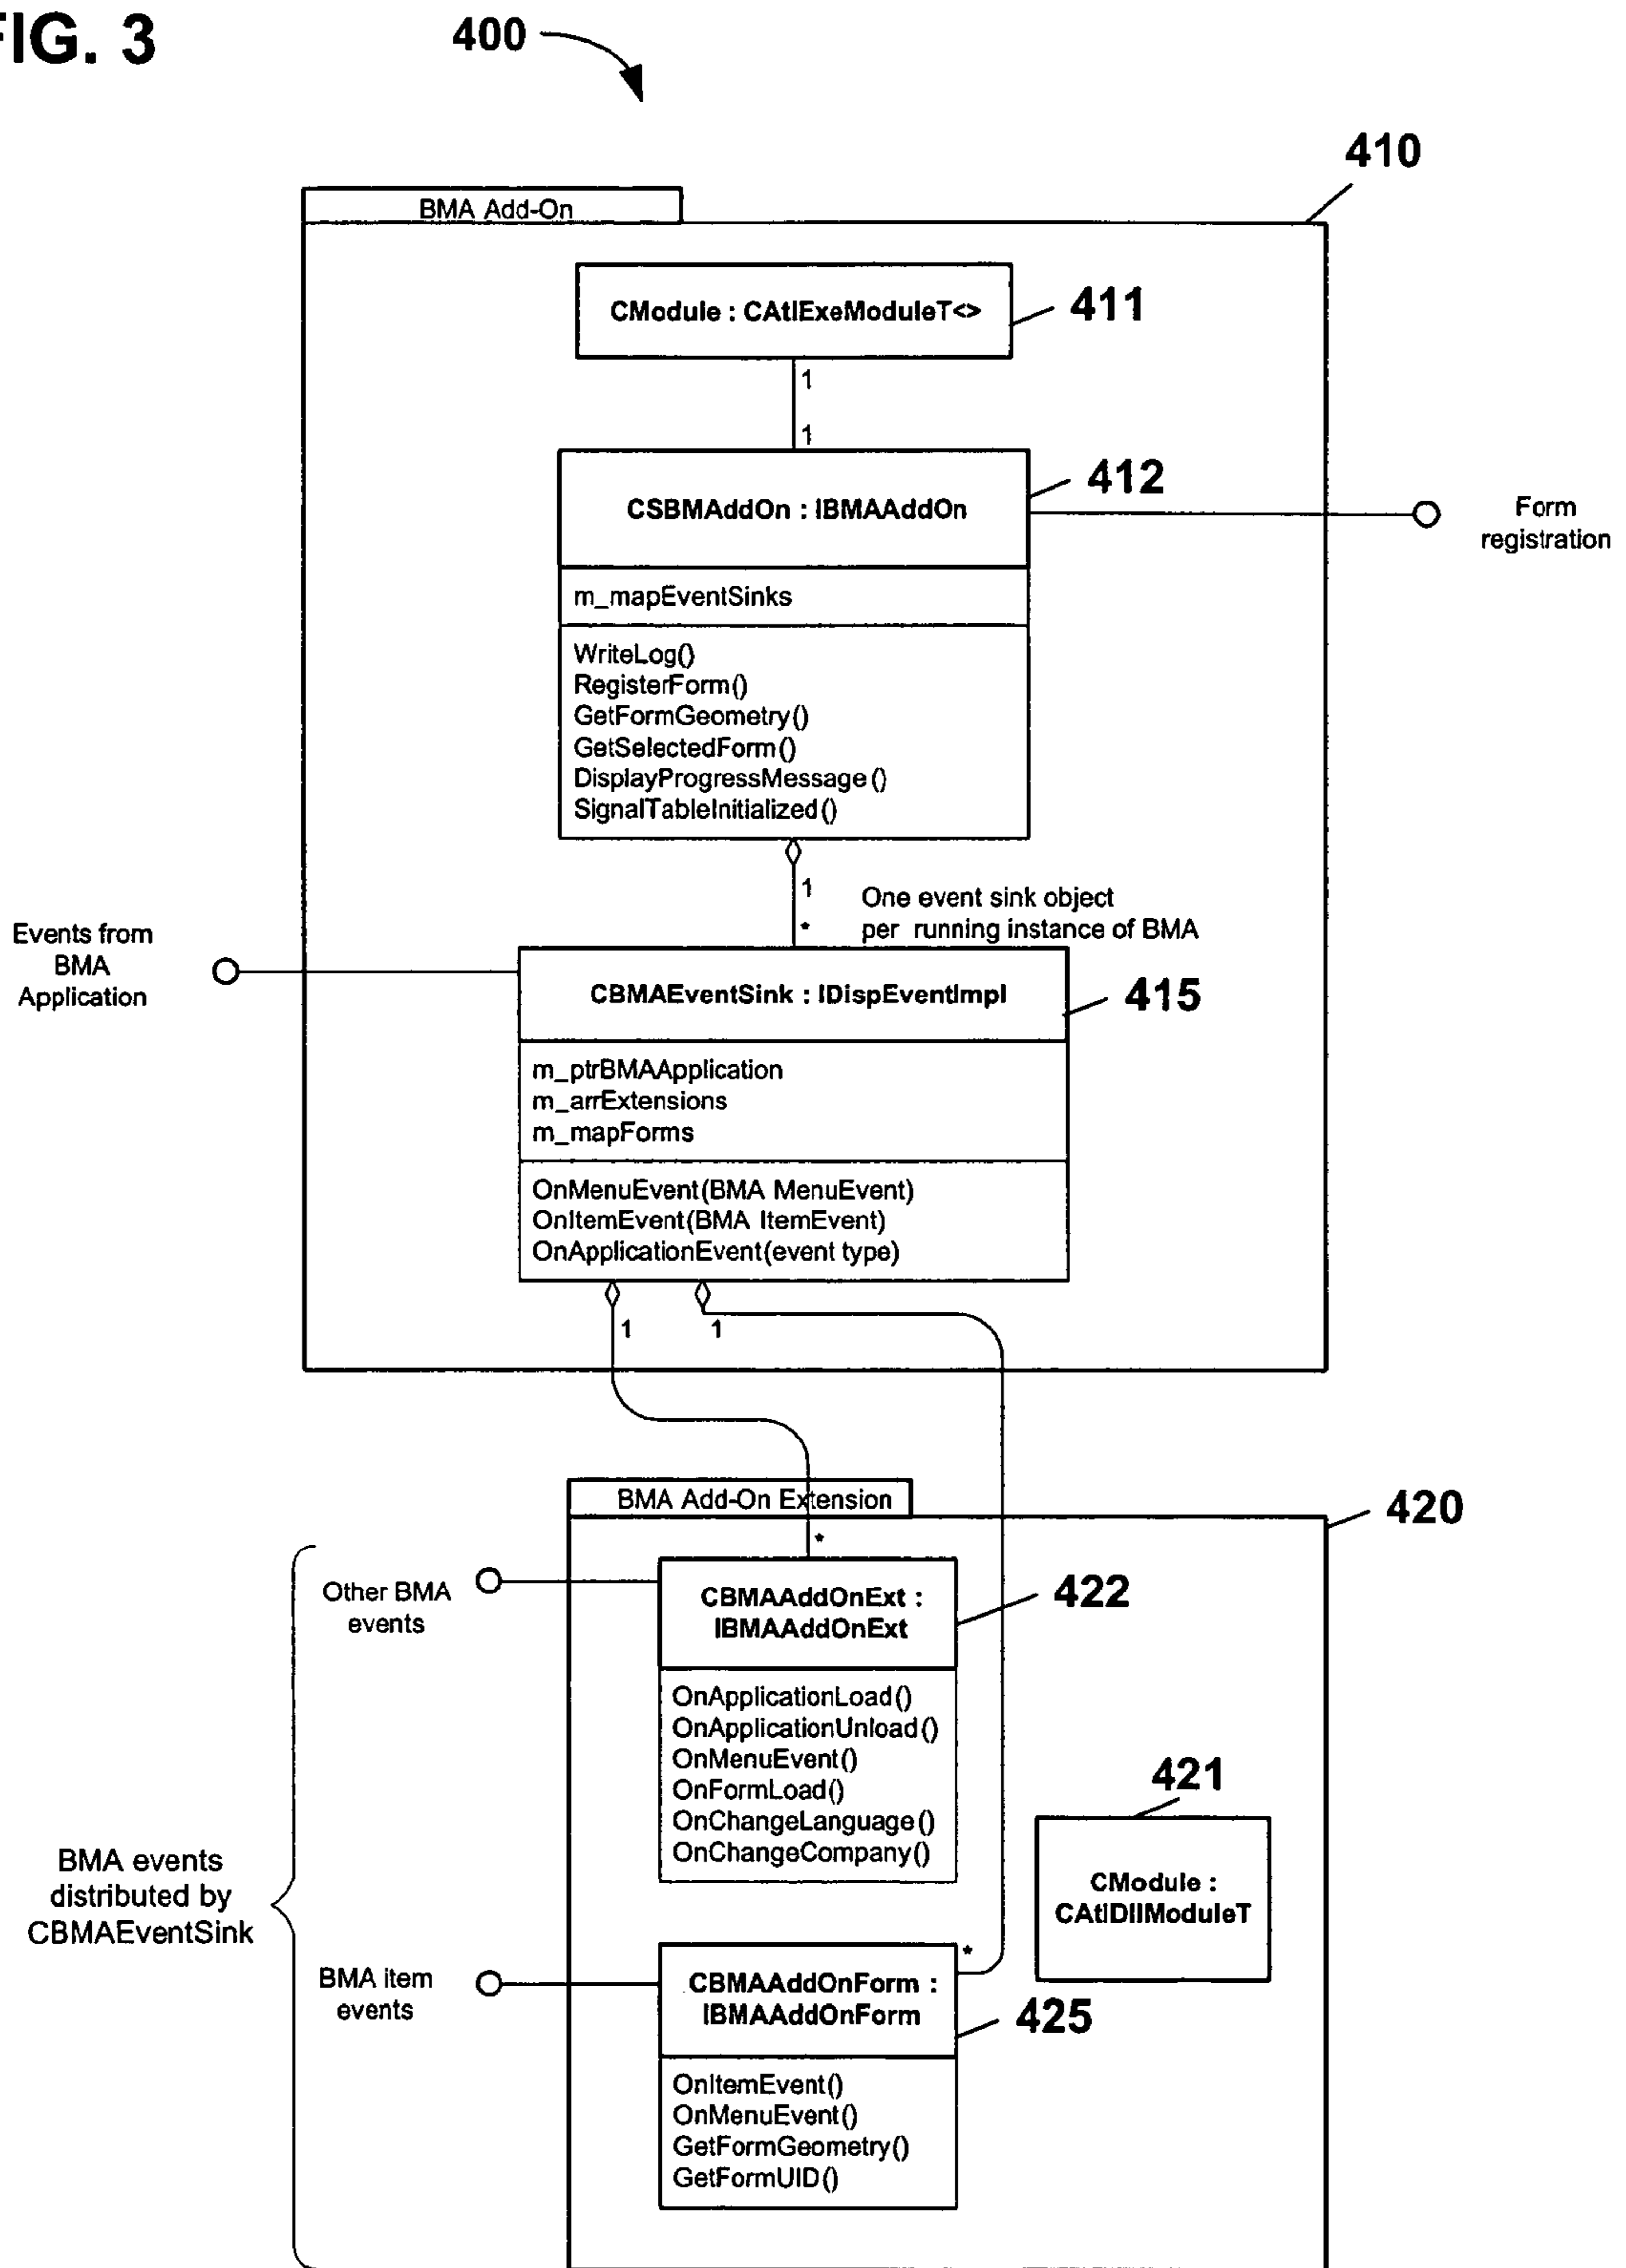 FIG. 3
400
410
BMA Add-On
CModule : CAtlExeModuleT<>
411
1
1
CSBMAddOn : IBMAAddOn
412
Form
registration
m_mapEventSinks
WriteLog()
RegisterForm()
GetFormGeometry()
GetSelectedForm()
DisplayProgressMessage()
SignalTableInitialized()
1
One event sink object
* per running instance of BMA
Events from
BMA
Application
CBMAEventSink : IDispEventImpl
415
m_ptrBMAApplication
m_arrExtensions
m_mapForms
OnMenuEvent(BMA MenuEvent)
OnItemEvent(BMA ItemEvent)
OnApplicationEvent(event type)
1
1
BMA Add-On Extension
420
*
Other BMA
events
CBMAAddOnExt :
IBMAAddOnExt
422
OnApplicationLoad()
OnApplicationUnload()
OnMenuEvent()
OnFormLoad()
OnChangeLanguage()
OnChangeCompany()
421
CModule :
CAtlDllModuleT
BMA events
distributed by
CBMAEventSink
*
BMA item
events
CBMAAddOnForm :
IBMAAddOnForm
425
OnItemEvent()
OnMenuEvent()
GetFormGeometry()
GetFormUID()